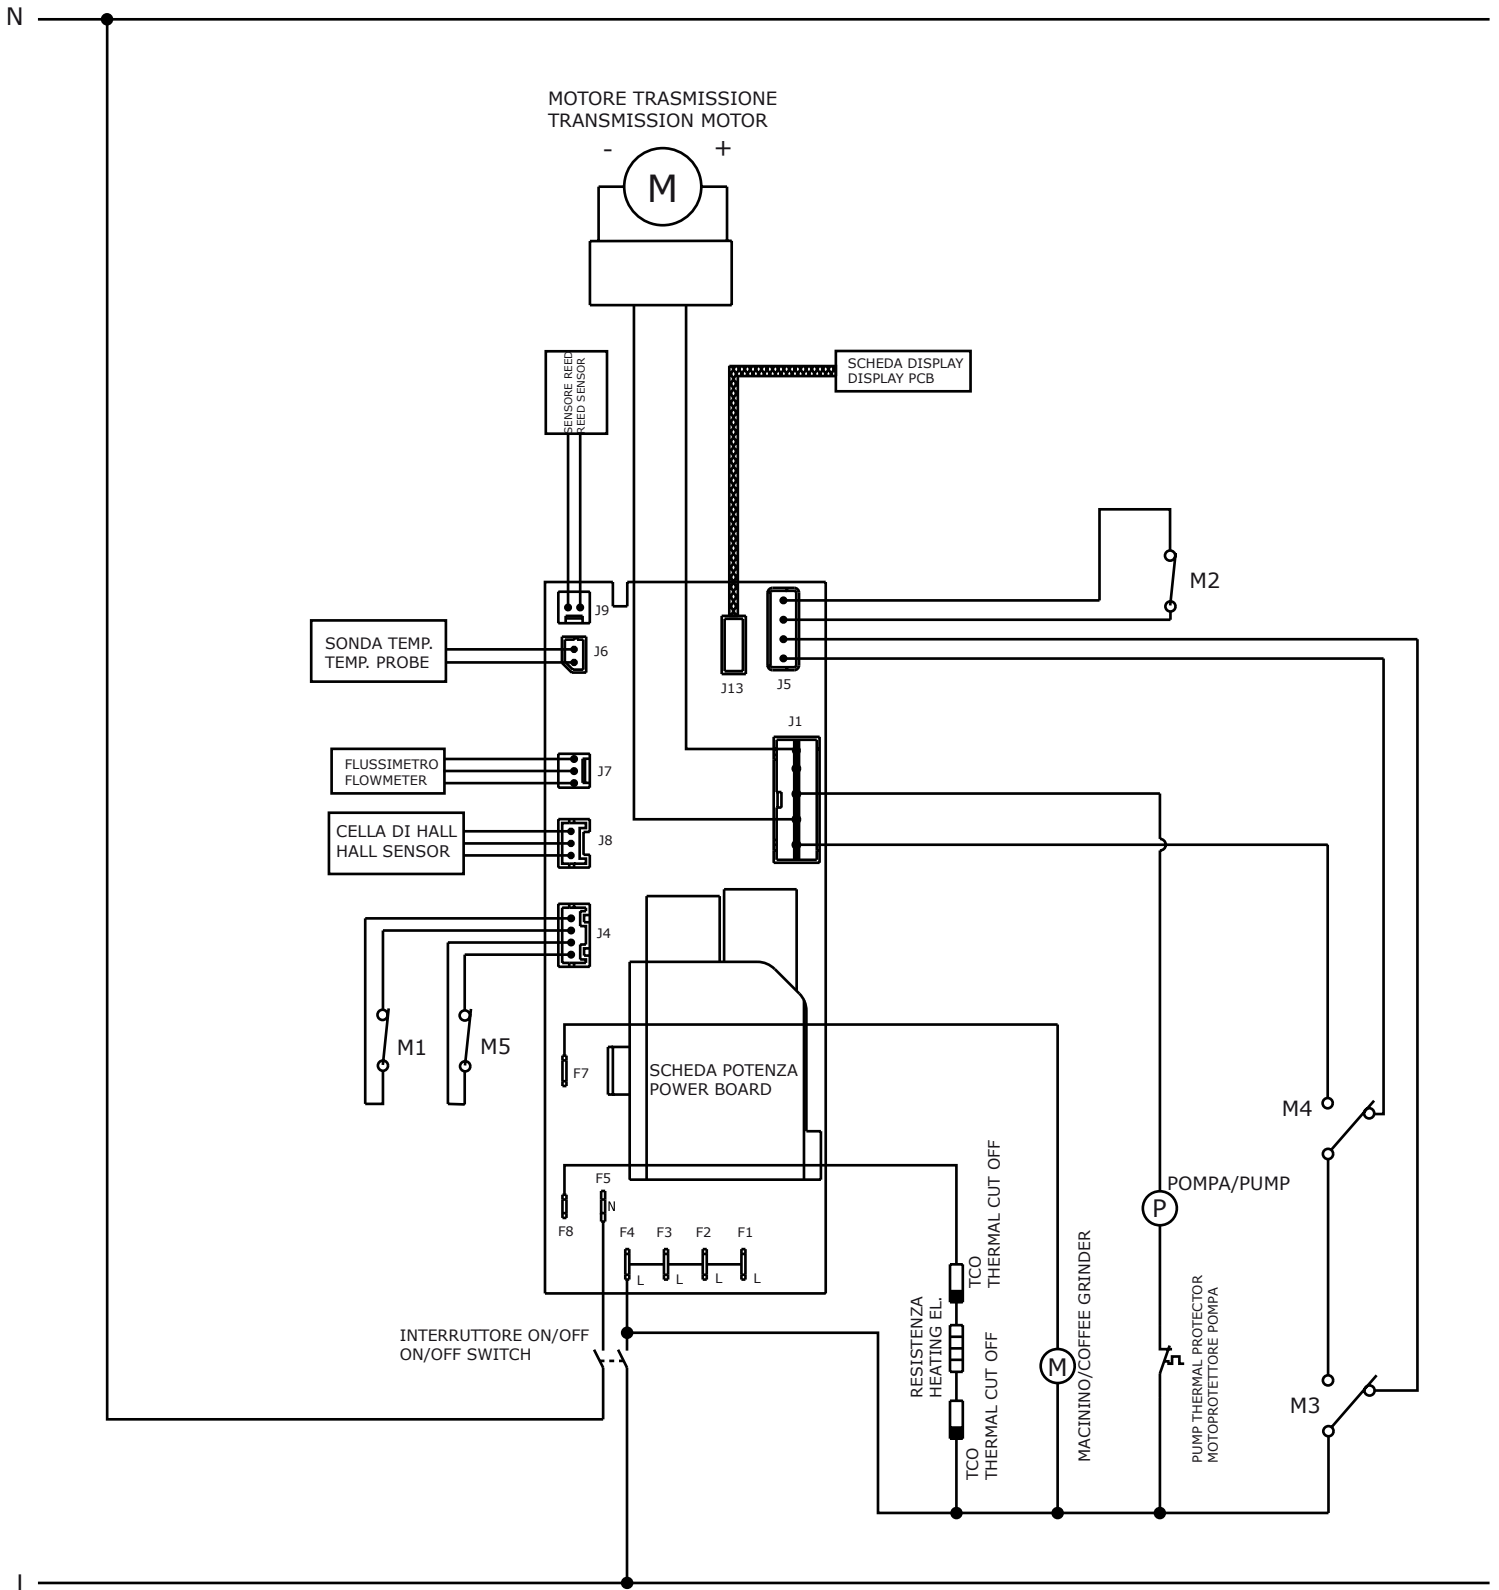 N
MOTORE TRASMISSIONE
TRANSMISSION MOTOR
- +
M
SENSORE REED
REED SENSOR
SCHEDA DISPLAY
DISPLAY PCB
M2
J9
SONDA TEMP.
TEMP. PROBE
J6
J13
J5
J1
FLUSSIMETRO
FLOWMETER
J7
CELLA DI HALL
HALL SENSOR
J8
J4
M1
M5
F7
SCHEDA POTENZA
POWER BOARD
M4
F5
N
F8
F4
F3
F2
F1
L
L
L
L
TCO
THERMAL CUT OFF
POMPA/PUMP
P
INTERRUTTORE ON/OFF
ON/OFF SWITCH
RESISTENZA
HEATING EL.
TCO
THERMAL CUT OFF
M
MACININO/COFFEE GRINDER
PUMP THERMAL PROTECTOR
MOTOPROTETTORE POMPA
M3
L